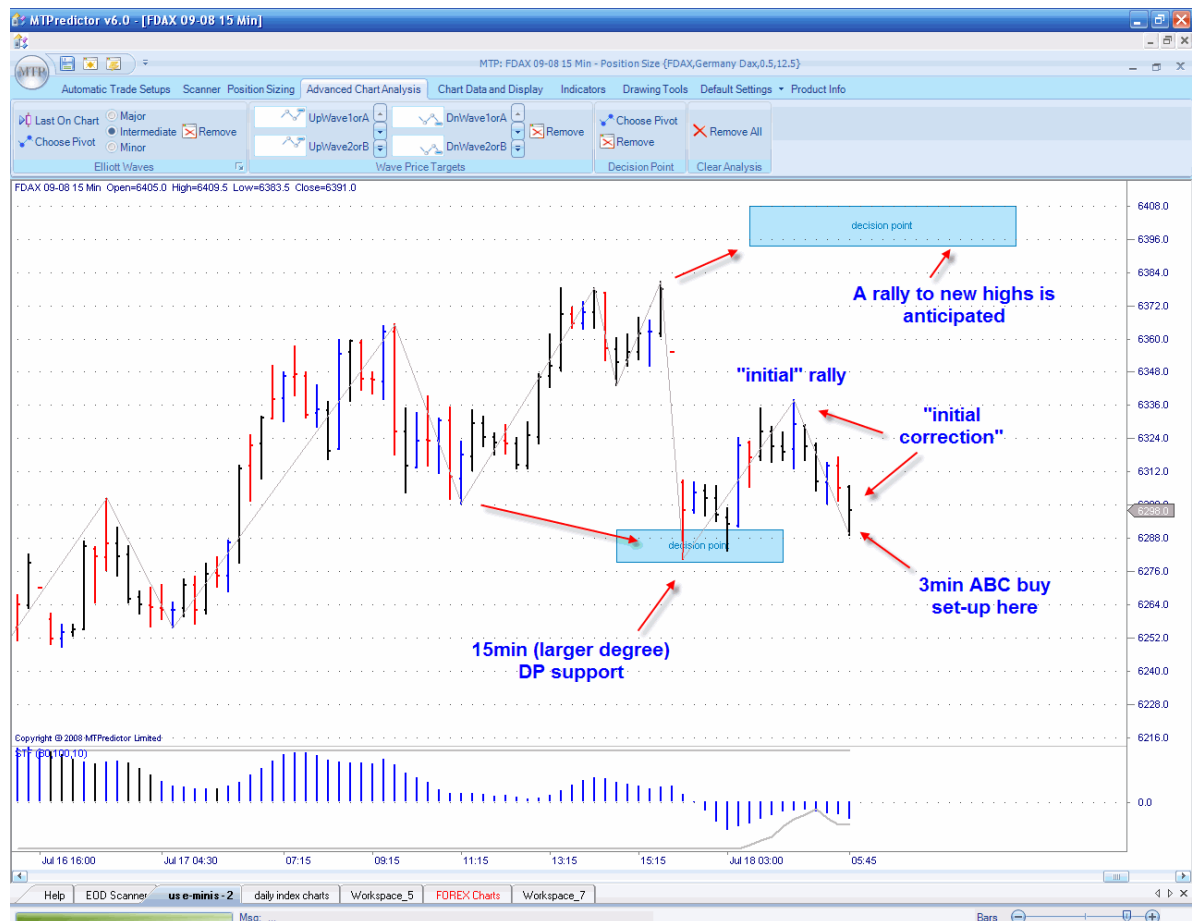 MTPredictor v6.0 - [FDAX 09-08 15 Min]
MTP: FDAX 09-08 15 Min - Position Size {FDAX,Germany Dax,0.5,12.5}
MTP
Automatic Trade Setups Scanner Position Sizing Advanced Chart Analysis Chart Data and Display Indicators Drawing Tools Default Settings Product Info
Last On Chart
Choose Pivot
Major
Intermediate
Minor
Remove
Elliott Waves
UpWave1orA
UpWave2orB
DnWave1orA
DnWave2orB
Remove
Wave Price Targets
Choose Pivot
Remove
Decision Point
Remove All
Clear Analysis
FDAX 09-08 15 Min Open=6405.0 High=6409.5 Low=6383.5 Close=6391.0
6408.0
decision point
6396.0
6384.0
A rally to new highs is
anticipated
6372.0
6360.0
6348.0
"initial" rally
6336.0
"initial
correction"
6324.0
6312.0
6298.0
6288.0
decision point
6276.0
3min ABC buy
set-up here
6264.0
6252.0
15min (larger degree)
DP support
6240.0
6228.0
6216.0
Copyright © 2008 MTPredictor Limited
0.0
Jul 16 16:00 Jul 17 04:30 07:15 09:15 11:15 13:15 15:15 Jul 18 03:00 05:45
Help EOD Scanner us e-minis - 2 daily index charts Workspace_5 FOREX Charts Workspace_7
Msg:
Bars